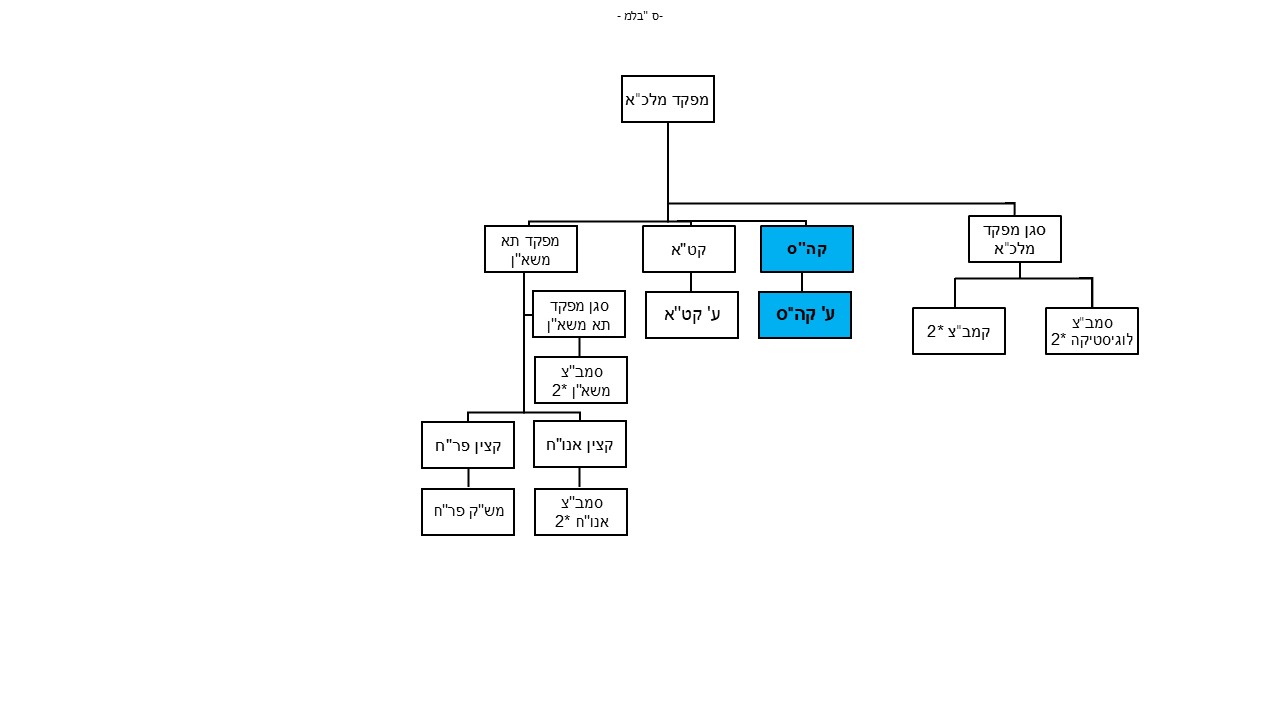 - בלמ" ס-
מפקד מלכ"א
סגן מפקד
מלכ"א
קה"ס
קט"א
מפקד תא
משא"ן
ע' קה"ס
ע' קט"א
סגן מפקד
תא משא"ן
סמב"צ
לוגיסטיקה *2
קמב"צ *2
סמב"צ
משא"ן *2
קצין אנו"ח
קצין פר"ח
סמב"צ
אנו"ח *2
מש"ק פר"ח